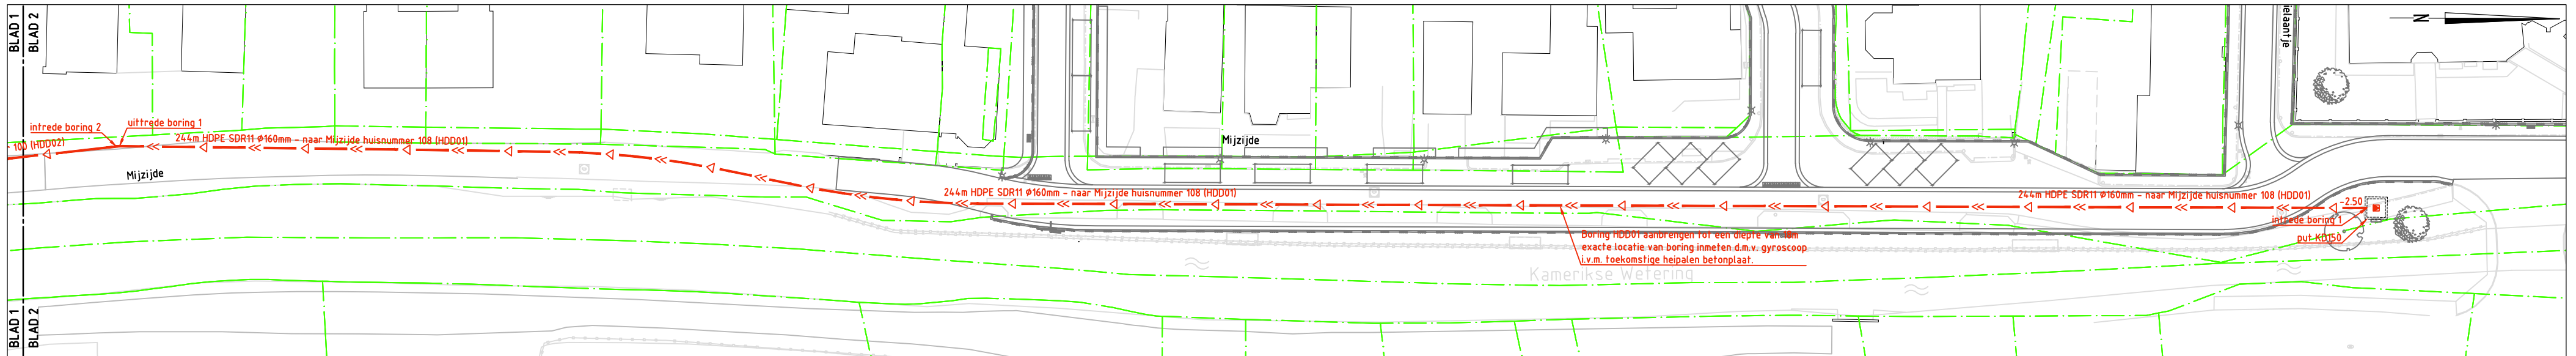 BLAD 1
BLAD 2
N
Mijzijde
intrede boring 2
uittrede boring 1
244m HDPE SDR11 Ø160mm - naar Mijzijde huisnummer 108 (HDD01)
100 (HDD02)
Mijzijde
244m HDPE SDR11 Ø160mm - naar Mijzijde huisnummer 108 (HDD01)
244m HDPE SDR11 Ø160mm - naar Mijzijde huisnummer 108 (HDD01)
-2.50
intrede boring 1
put KB150
Boring HDD01 aanbrengen tot een diepte van 18m
exacte locatie van boring inmeten d.m.v. gyroscoop
i.v.m. toekomstige heipalen betonplaat.
Kamerikse Wetering
BLAD 1
BLAD 2